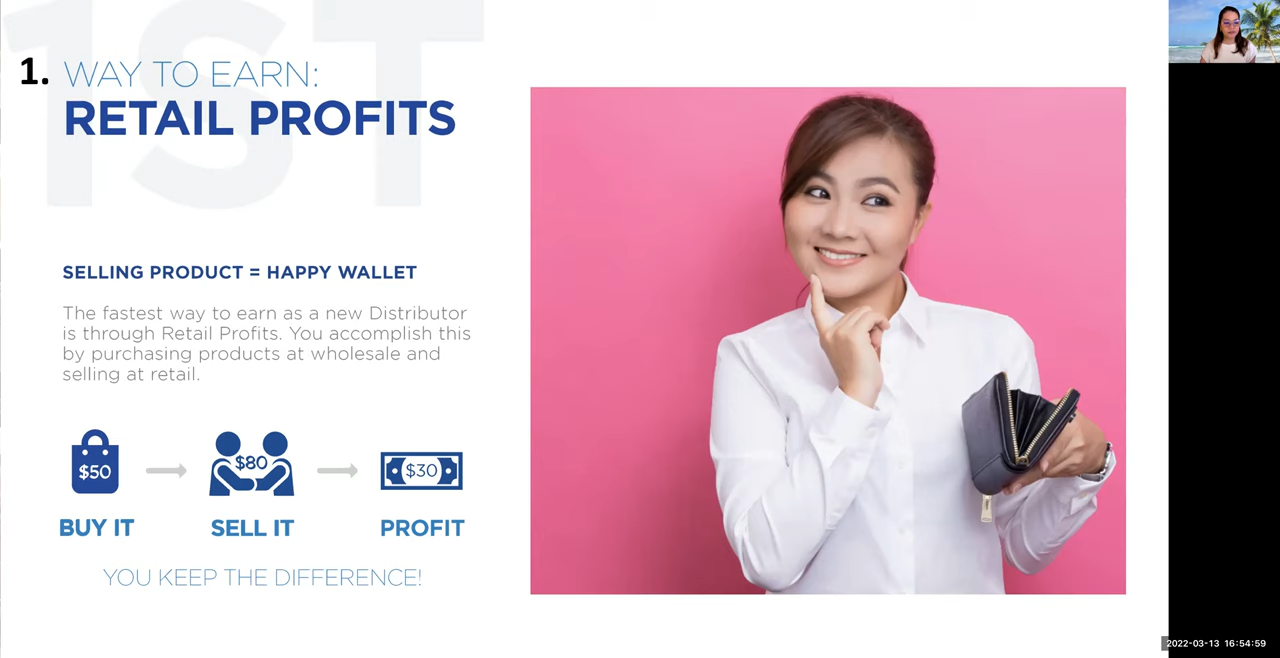 1ST
1. WAY TO EARN:
RETAIL PROFITS
SELLING PRODUCT = HAPPY WALLET
The fastest way to earn as a new Distributor
is through Retail Profits. You accomplish this
by purchasing products at wholesale and
selling at retail.
$50
$80
$30
BUY IT
SELL IT
PROFIT
YOU KEEP THE DIFFERENCE!
2022-03-13 16:54:59